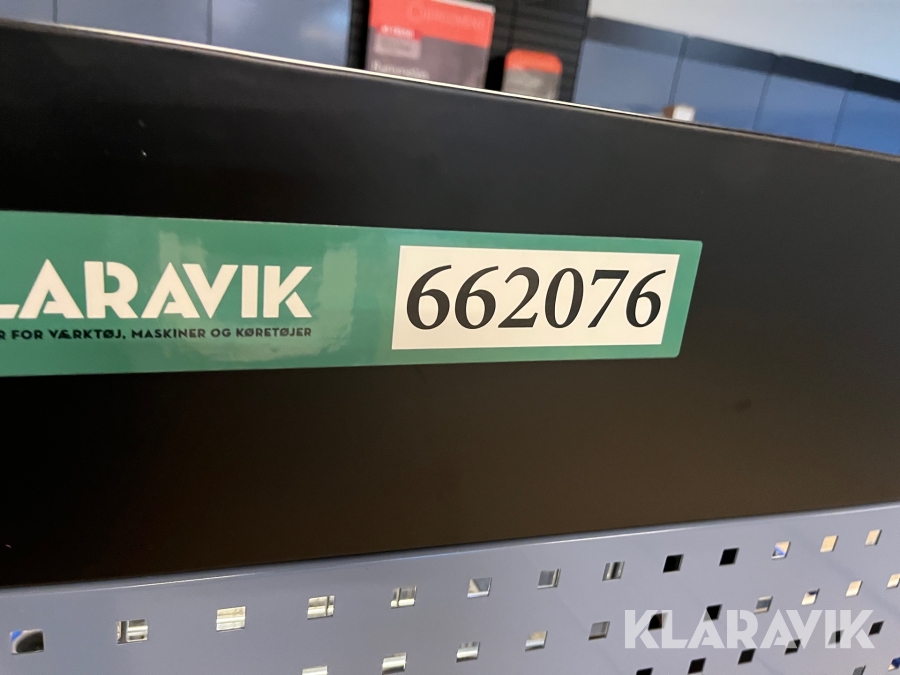 LARAVIK
R FOR VÆRKTØJ, MASKINER OG KØRETØJER
662076
KLARAVIK